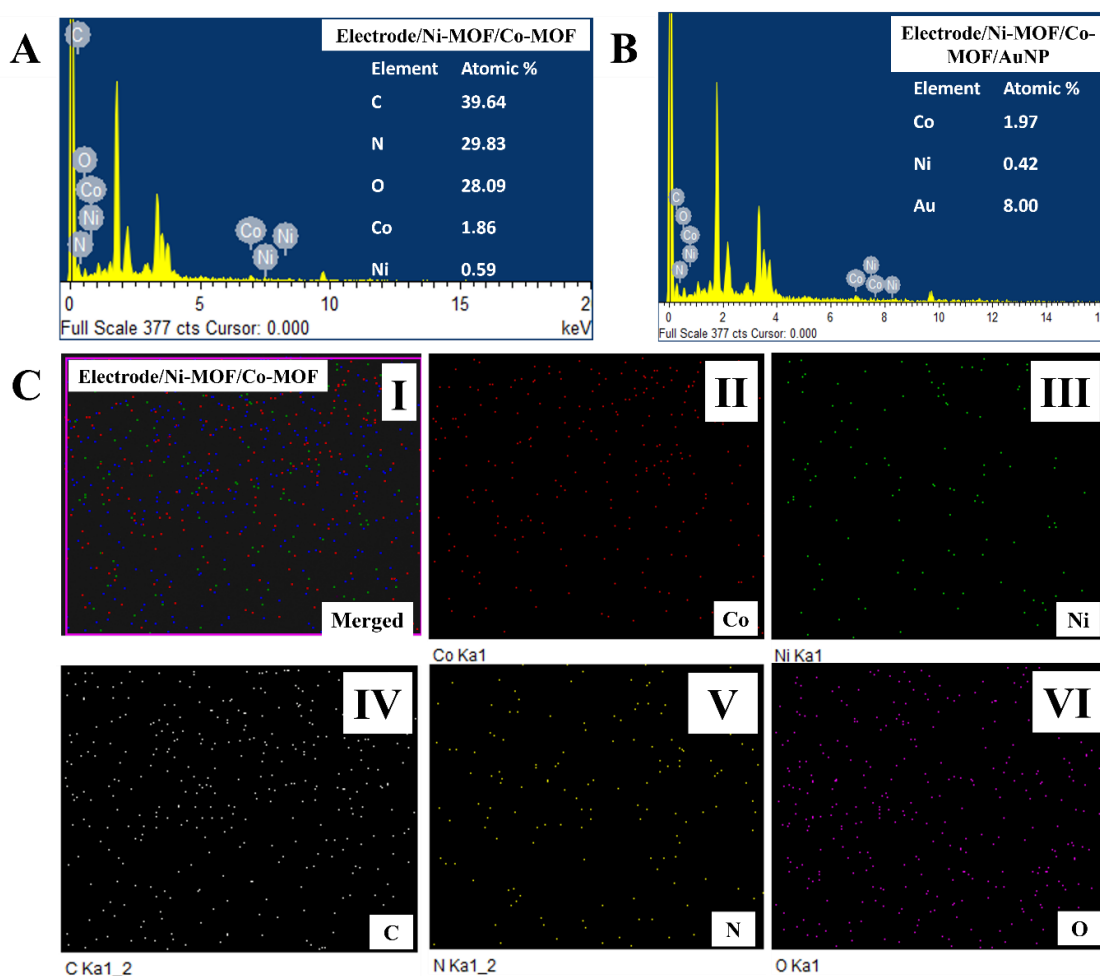 A
Electrode/Ni-MOF/Co-MOF
Element Atomic %
C 39.64
N 29.83
O 28.09
Co 1.86
Ni 0.59
C
O
Co
Ni
N
Co
Ni
Ni
0 5 10 15 2
Full Scale 377 cts Cursor: 0.000 keV
B
Electrode/Ni-MOF/Co-
MOF/AuNP
Element Atomic %
Co 1.97
Ni 0.42
Au 8.00
C
O
Co
Ni
N
Ni
Co
Co
Ni
0 2 4 6 8 10 12 14 16
Full Scale 377 cts Cursor: 0.000
C
Electrode/Ni-MOF/Co-MOF
I
Merged
II
Co
Co Ka1
III
Ni
Ni Ka1
IV
C
C Ka1_2
V
N
N Ka1_2
VI
O
O Ka1